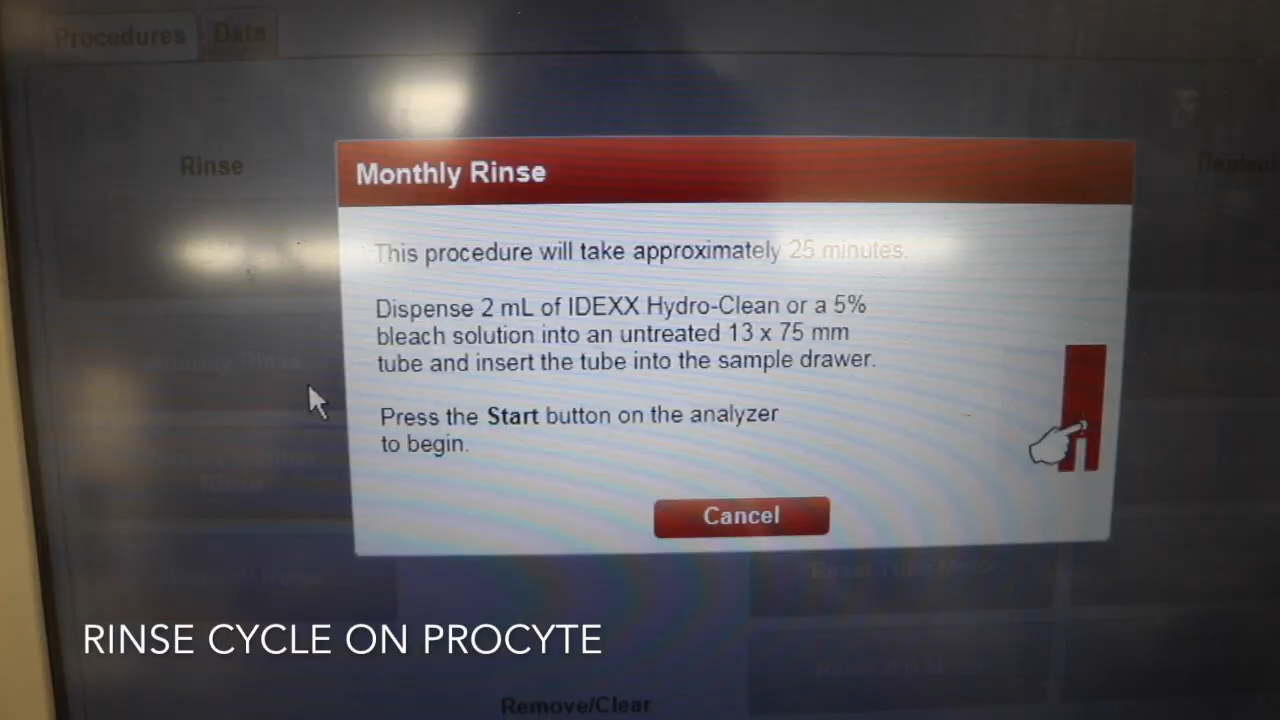 Procedures
Data
Rinse
Monthly Rinse
This procedure will take approximately 25 minutes.
Dispense 2 mL of IDEXX Hydro-Clean or a 5%
bleach solution into an untreated 13 x 75 mm
tube and insert the tube into the sample drawer.
Press the Start button on the analyzer
to begin.
Cancel
RINSE CYCLE ON PROCYTE
Remove/Clear